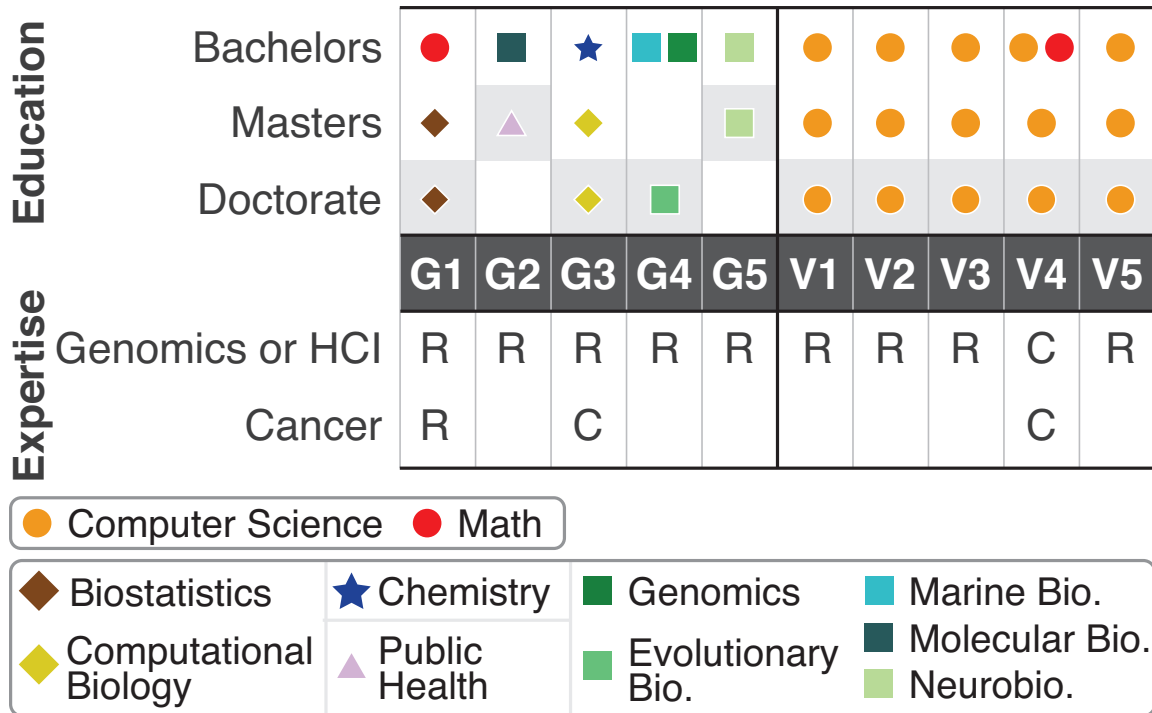 Education
Bachelors
Masters
Doctorate
G1 G2 G3 G4 G5 V1 V2 V3 V4 V5
Expertise
Genomics or HCI R R R R R R R R C R
Cancer R C C
Computer Science Math
Biostatistics Chemistry Genomics Marine Bio.
Molecular Bio.
Computational Biology Public Health Evolutionary Bio. Neurobio.